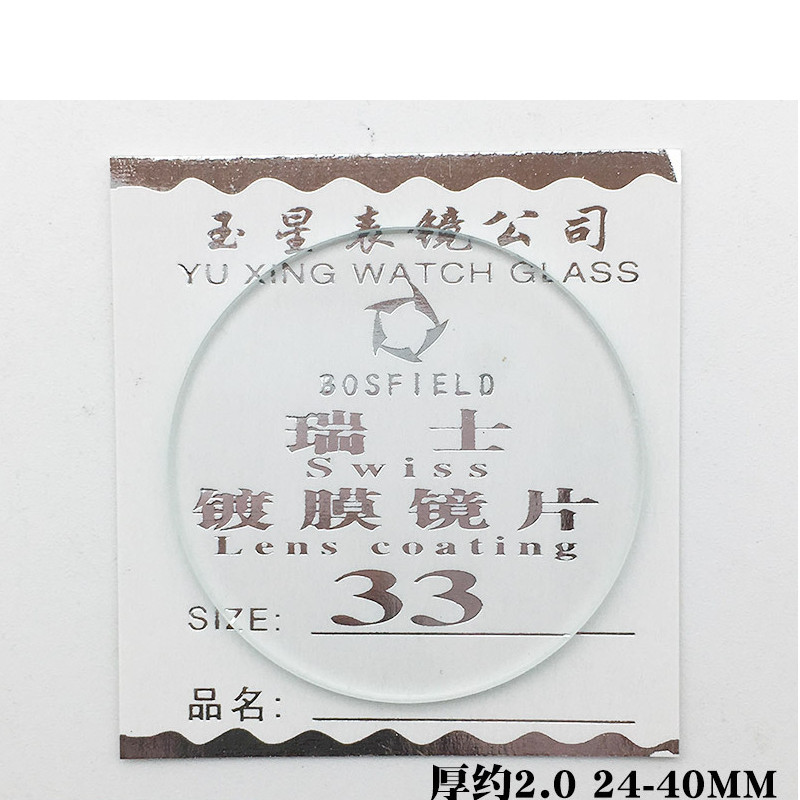 玉星表镜公司
YU XING WATCH GLASS
BOSFIELD
瑞士
Swiss
镀膜镜片
Lens coating
SIZE: 33
品名:
厚约2.0 24-40MM